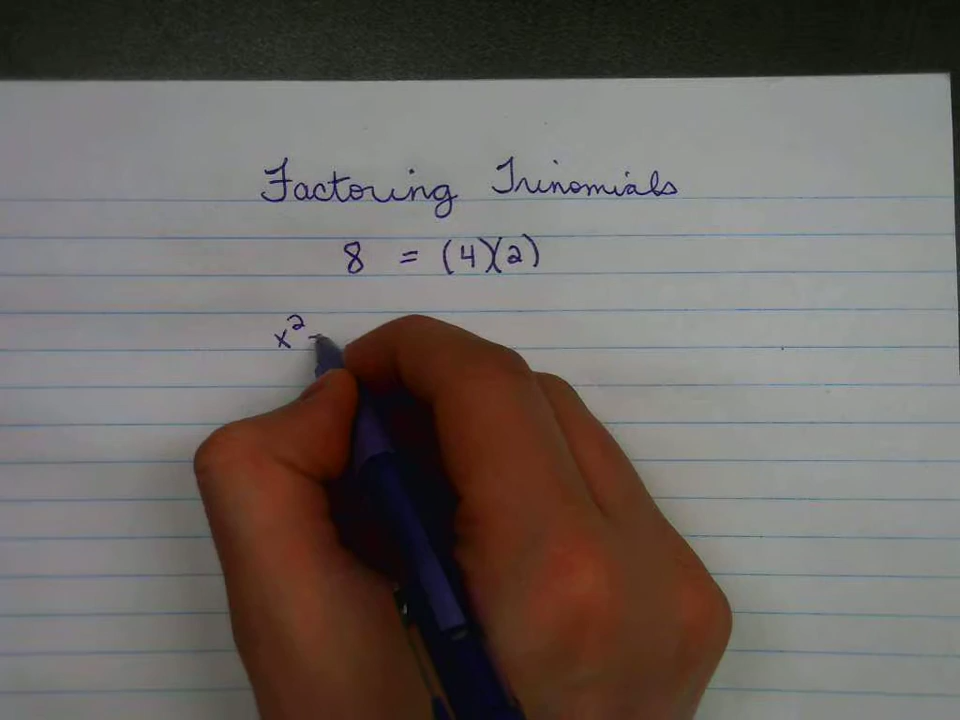 Factoring Trinomials
8 = (4)(2)
x² -